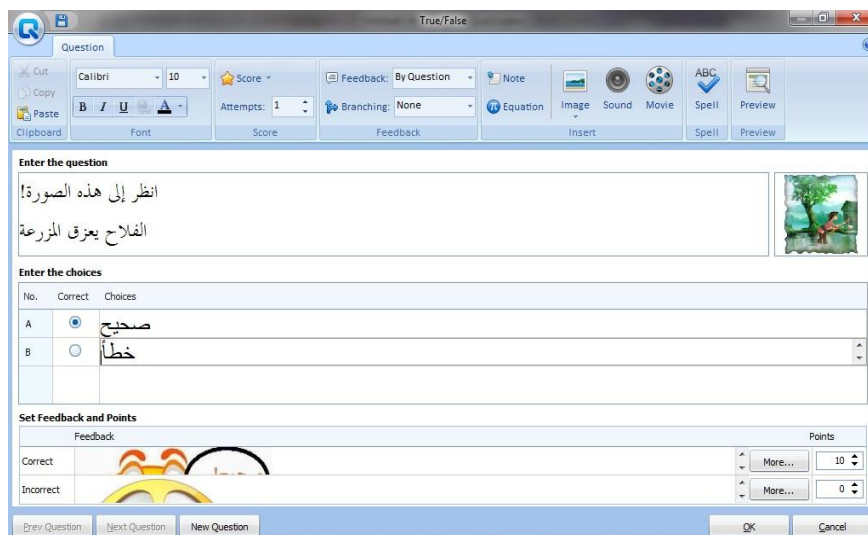 True/False
Question
Cut
Copy
Paste
Clipboard
Calibri 10
B I U A
Font
Score
Attempts: 1
Score
Feedback: By Question
Branching: None
Feedback
Note
Equation
Image
Sound
Movie
Insert
ABC
Spell
Spell
Preview
Preview
Enter the question
انظر إلى هذه الصورة!
الفلاح يعزق المزرعة
Enter the choices
No. Correct Choices
A صحيح
B خطأ
Set Feedback and Points
Feedback Points
Correct More... 10
Incorrect More... 0
Prev Question Next Question New Question OK Cancel